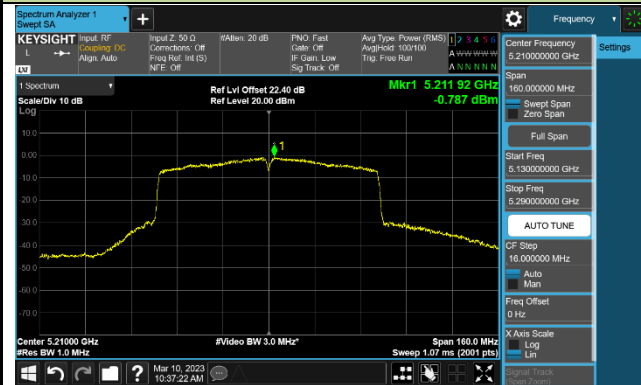 Spectrum Analyzer 1
Swept SA
+
Frequency
KEYSIGHT
L
LXI
Input: RF
Coupling: DC
Align: Auto
Input Z: 50 Ω
Corrections: Off
Freq Ref: Int (S)
NFE: Off
#Atten: 20 dB
PNO: Fast
Gate: Off
IF Gain: Low
Sig Track: Off
Avg Type: Power (RMS)
Avg|Hold: 100/100
Trig: Free Run
1 2 3 4 5 6
A W W W W W
A N N N N N
Center Frequency
5.210000000 GHz
Settings
Span
160.000000 MHz
Swept Span
Zero Span
Full Span
Start Freq
5.130000000 GHz
Stop Freq
5.290000000 GHz
AUTO TUNE
CF Step
16.000000 MHz
Auto
Man
Freq Offset
0 Hz
X Axis Scale
Log
Lin
Signal Track
(Span Zoom)
1 Spectrum
Scale/Div 10 dB
Log
Ref Lvl Offset 22.40 dB
Ref Level 20.00 dBm
Mkr1 5.211 92 GHz
-0.787 dBm
10.0
0.00
-10.0
-20.0
-30.0
-40.0
-50.0
-60.0
-70.0
1
Center 5.21000 GHz
#Res BW 1.0 MHz
#Video BW 3.0 MHz*
Span 160.0 MHz
Sweep 1.07 ms (2001 pts)
?
Mar 10, 2023
10:37:22 AM